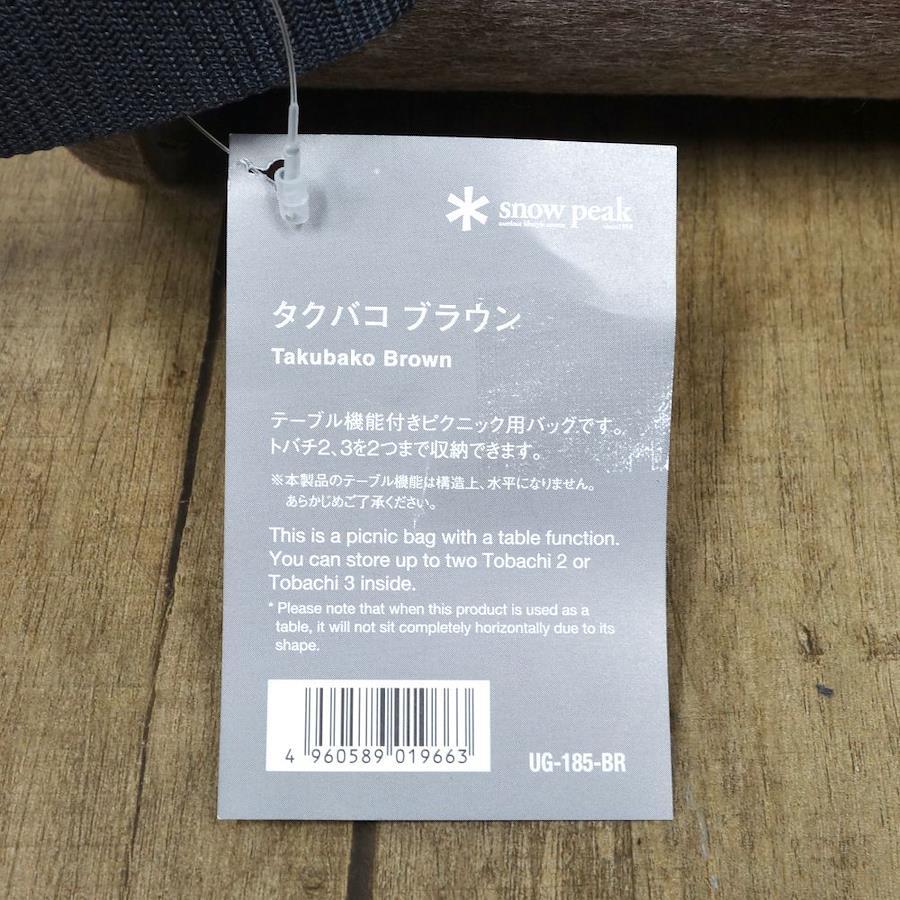 snow peak
タクバコ ブラウン
Takubako Brown
テーブル機能付きピクニック用バッグです。
トバチ2、3を2つまで収納できます。
※本製品のテーブル機能は構造上、水平になりません。
あらかじめご了承ください。
This is a picnic bag with a table function.
You can store up to two Tobachi 2 or
Tobachi 3 inside.
* Please note that when this product is used as a
table, it will not sit completely horizontally due to its
shape.
4 960589 019663
UG-185-BR